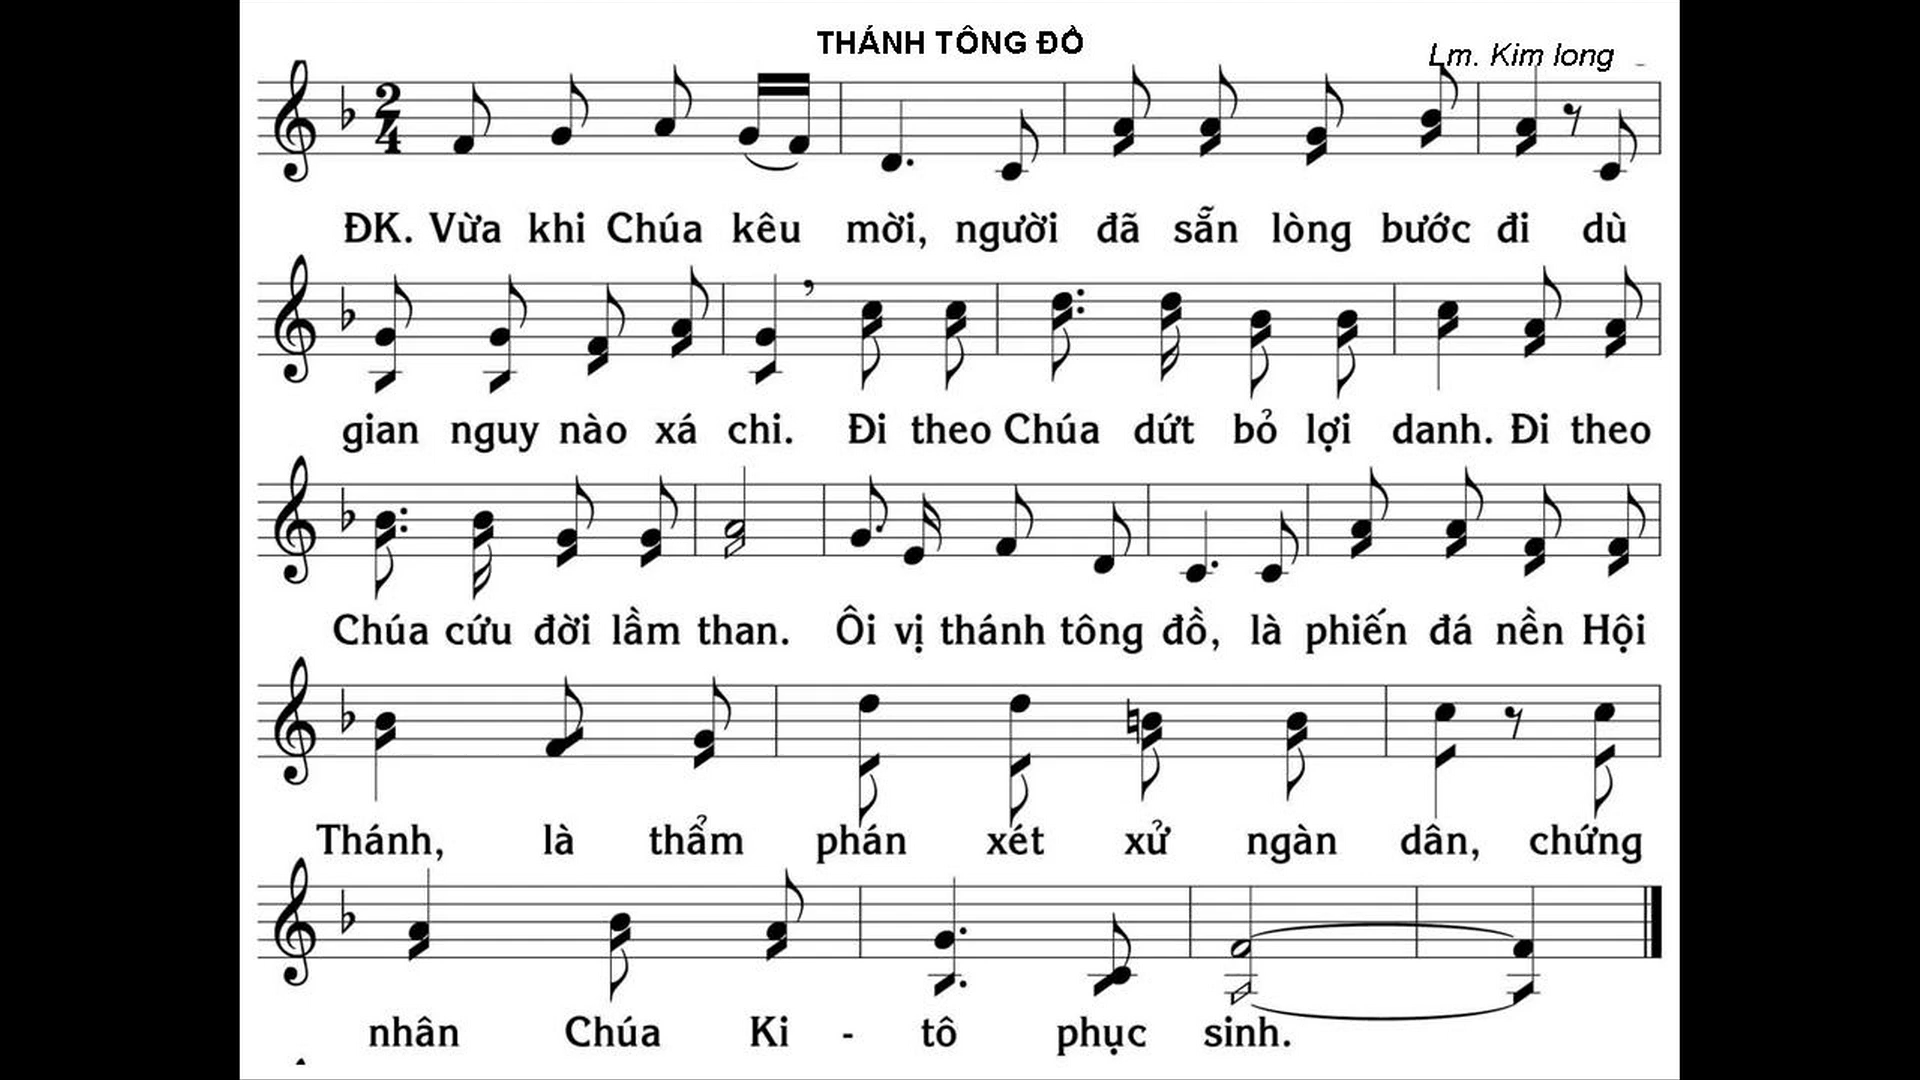 THÁNH TÔNG ĐỒ
Lm. Kim long
ĐK. Vừa khi Chúa kêu mời, người đã sẵn lòng bước đi dù
gian nguy nào xá chi. Đi theo Chúa dứt bỏ lợi danh. Đi theo
Chúa cứu đời lầm than. Ôi vị thánh tông đồ, là phiến đá nền Hội
Thánh, là thẩm phán xét xử ngàn dân, chứng
nhân Chúa Ki - tô phục sinh.